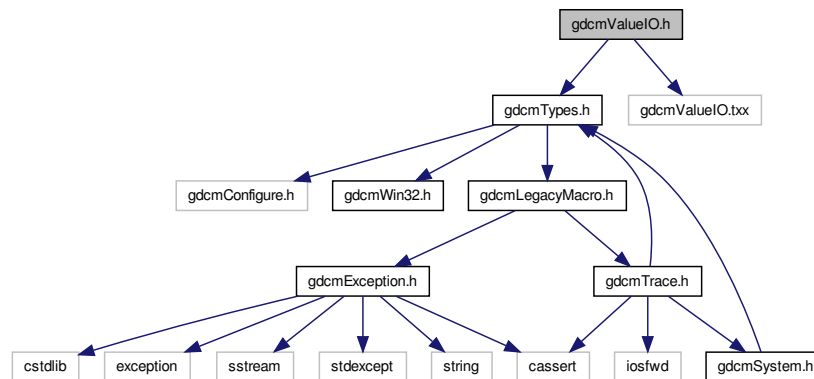 gdcmValueIO.h
gdcmTypes.h
gdcmValueIO.txx
gdcmConfigure.h
gdcmWin32.h
gdcmLegacyMacro.h
gdcmException.h
gdcmTrace.h
cstdlib
exception
sstream
stdexcept
string
cassert
iosfwd
gdcmSystem.h